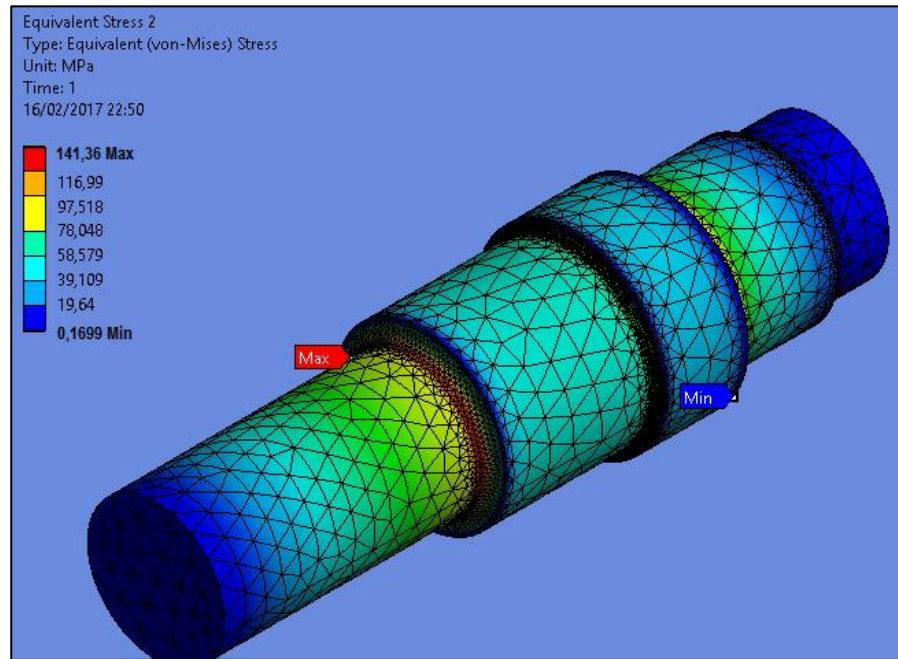 Equivalent Stress 2
Type: Equivalent (von-Mises) Stress
Unit: MPa
Time: 1
16/02/2017 22:50
141,36 Max
116,99
97,518
78,048
58,579
39,109
19,64
0,1699 Min
Max
Min